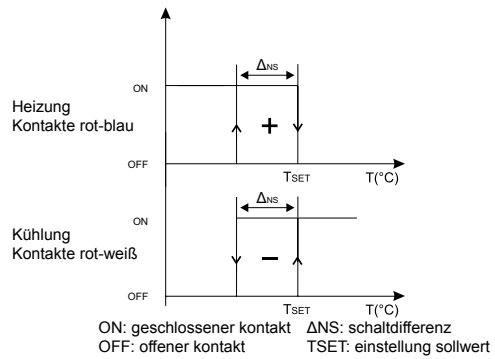 ΔNS
ON
Heizung
Kontakte rot-blau
+
OFF
TSET T(°C)
ΔNS
ON
Kühlung
Kontakte rot-weiß
−
OFF
TSET T(°C)
ON: geschlossener kontakt ΔNS: schaltdifferenz
OFF: offener kontakt TSET: einstellung sollwert